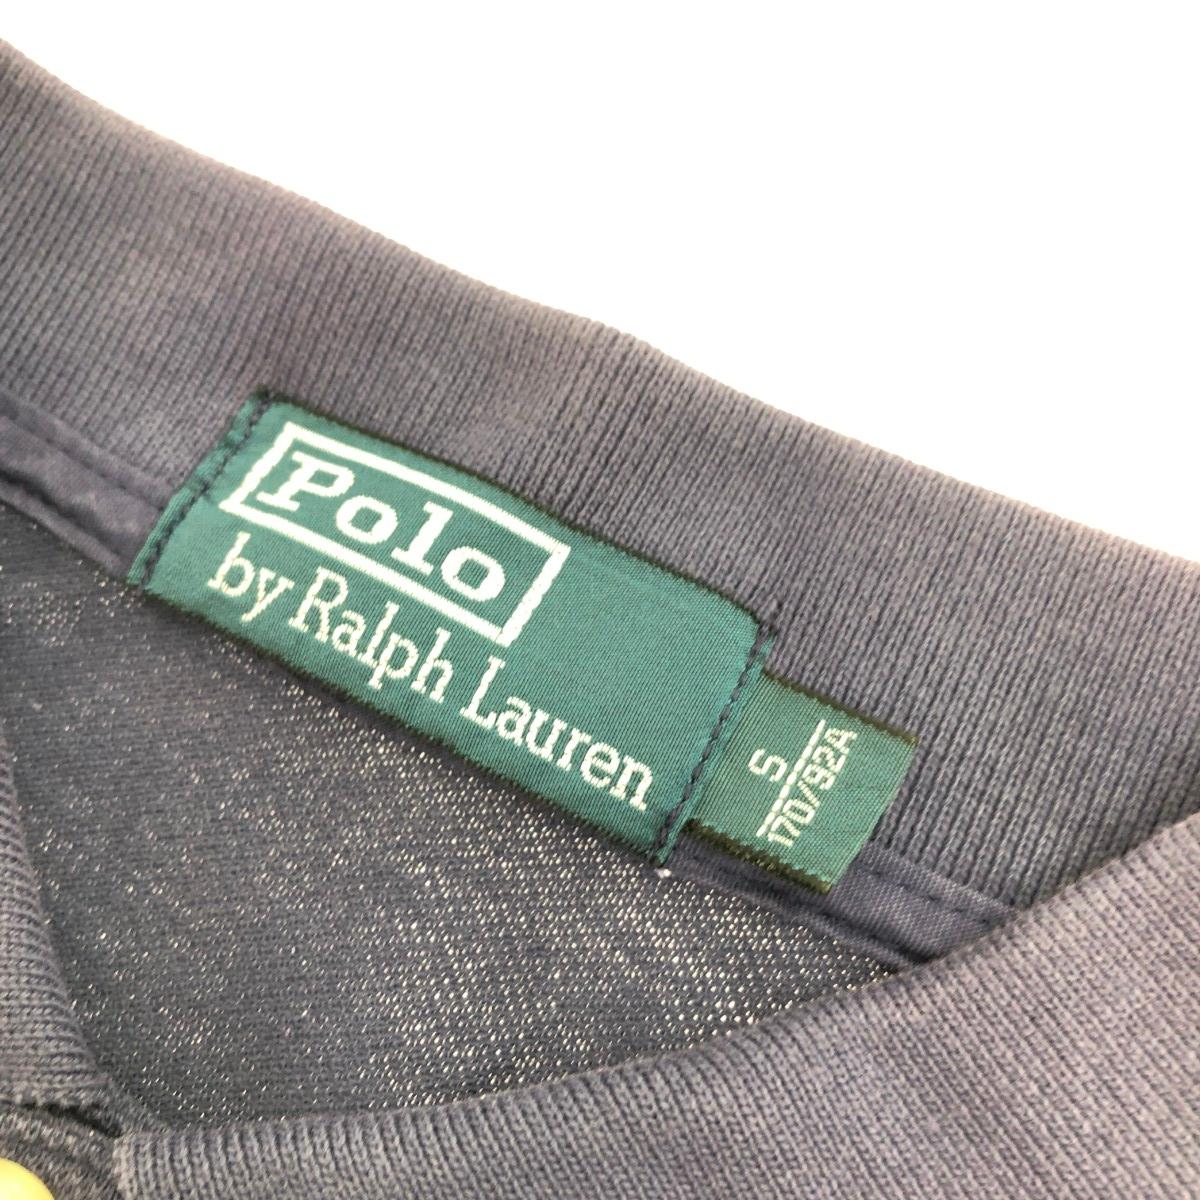 Polo
by Ralph Lauren
S
170/92A